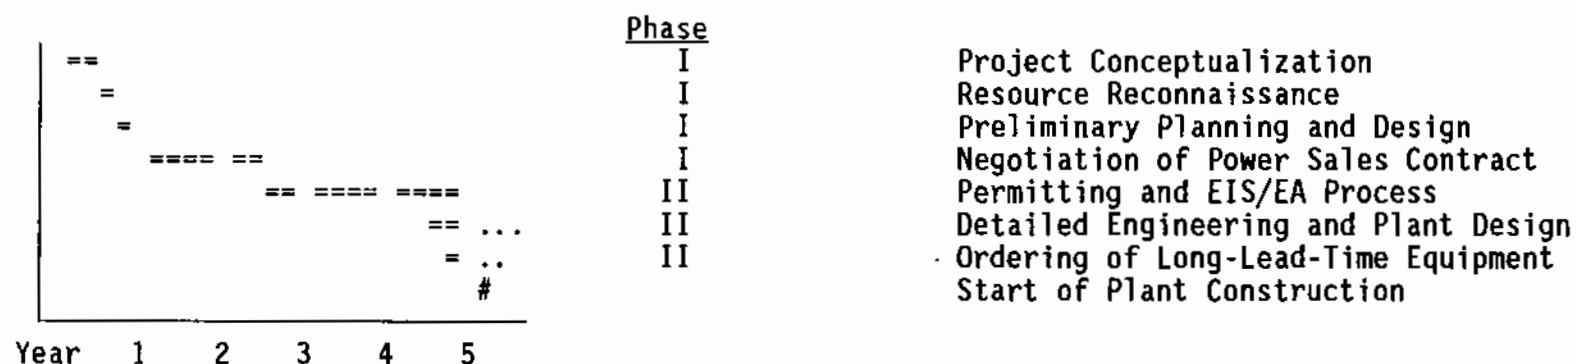 Phase
== I Project Conceptualization
= I Resource Reconnaissance
= I Preliminary Planning and Design
==== == I Negotiation of Power Sales Contract
== ==== ==== II Permitting and EIS/EA Process
== ... II Detailed Engineering and Plant Design
= .. II Ordering of Long-Lead-Time Equipment
# Start of Plant Construction
Year 1 2 3 4 5